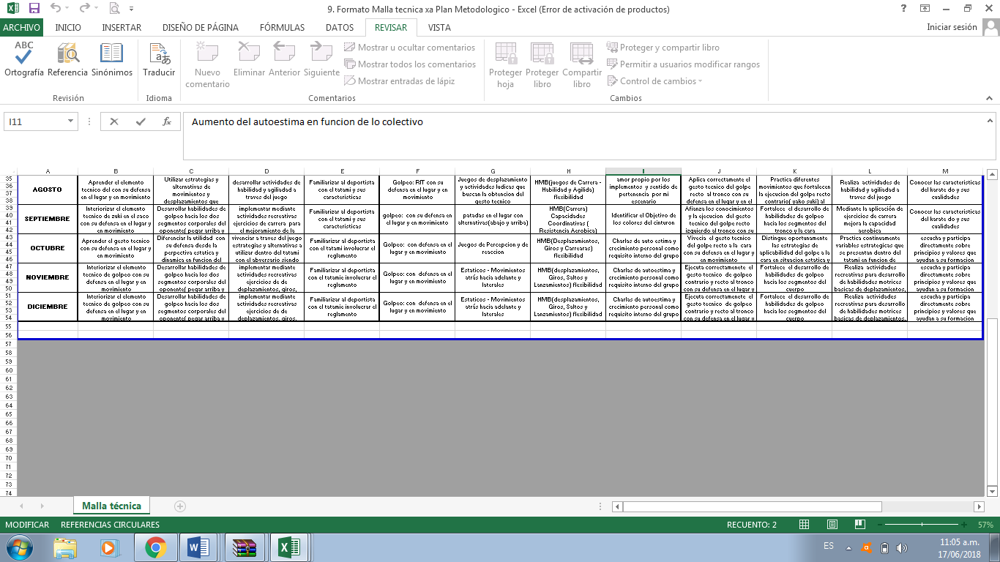 9. Formato Malla tecnica xa Plan Metodologico - Excel (Error de activación de productos)
ARCHIVO INICIO INSERTAR DISEÑO DE PÁGINA FÓRMULAS DATOS REVISAR VISTA Iniciar sesión
ABC
Ortografía Referencia Sinónimos
Revisión
Traducir
Idioma
Nuevo comentario Eliminar Anterior Siguiente
Mostrar u ocultar comentarios
Mostrar todos los comentarios
Mostrar entradas de lápiz
Comentarios
Proteger hoja Proteger libro Compartir libro
Proteger y compartir libro
Permitir a usuarios modificar rangos
Control de cambios
Cambios
I11 fx Aumento del autoestima en funcion de lo colectivo
A B C D E F G H I J K L M
35
36
37
38
AGOSTO
Aprender el elemento
tecnico del con su defensa
en el lugar y en movimiento
Utilizar estrategias y
alternativas de
movimientos y
desplazamientos que
desarrollar actividades de
habilidad y agiliadad a
traves del juego
Familiarizar al deportista
con el tatami y sus
caracteristicas
Golpeo: RIT con su
defensa en el lugar y en
movimiento
Juegos de desplazamiento
y actividades ludicas que
buscan la obtencion del
gesto tecnico
HMB(juegos de Carrera -
Habilidad y Agilida)
flexibilidad
amor propio por los
implementos y sentido de
pertenencia por mi
escenario
Aplica correctamente el
gesto tecnico del golpe
recto al tronco con su
defensa en el lugar y en el
Practica diferentes
movimientos que fortalecen
la ejecucion del golpe recto
contrario( yako suki) al
Realiza actividades de
habilidad y agilidad a
traves del juego
Conocer las caracteristicas
del karate do y sus
cualidades
39
40
41
42
SEPTIEMBRE
Interiorizar el elemento
tecnico de zuki en el saco
con su defensa en el lugar y
en movimiento
Desarrollar habilidades de
golpeo hacia los dos
segmentos corporales del
oponente( pegar arriba y
implementar mediante
actividades recreativas
ejercicios de carrera para
el mejoramiento de la
Familiarizar al deportista
con el tatami y sus
caracteristicas
golpeo: con su defensa en
el lugar y en movimiento
patadas en el lugar con
alternativas(abajo y arriba)
HMB(Carrera)
Capacidades
Coordinativas (
Resistencia Aerobica)
Identificar el Objetivo de
los colores del cinturon
Afianza los conocimientos
y la ejecucion del gesto
tecnico del golpe recto
izquierdo al tronco con su
Fortalece el desarrollo de
habilidades de golpeo
hacia los segmentos del
tronco y la cara
Mediante la aplicación de
ejercicios de carrera
mejora la capacidad
aerobica
Conocer las caracteristicas
del karate do y sus
cualidades
43
44
45
46
OCTUBRE
Aprender el gesto tecnico
con su defensa en el lugar y
en movimiento
Diferenciar la utilidad con
su defensa desde la
perpectiva estatica y
dinamica en funcion del
vivenciar a traves del juego
estrategias y alternativas a
utilizar dentro del tatami
con el adversario siendo
Familiarizar al deportista
con el tatami involucrar el
reglamento
Golpeo: con defensa en el
lugar y en movimiento
Juegos de Percepcion y de
reaccion
HMB(Desplazamientos,
Giros y Carrearas)
flexibilidad
Charlas de auto estima y
crecimiento personal como
requisito interno del grupo
Vivecia el gesto tecnico
del golpe recto a la cara
con su defensa en el lugar y
en movimiento
Distingue oportunamente
las estrategias de
aplicabilidad del golpe a la
cara en situacion estatica y
Practica continuamente
variables estrategicas que
se presentan dentro del
tatami en funcion de
escucha y participa
directamente sobre
principios y valores que
ayudan a su formacion
47
48
49
50
NOVIEMBRE
Interiorizar el elemento
tecnico de golpeo con su
defensa en el lugar y en
movimiento
Desarrollar habilidades de
golpeo hacia los dos
segmentos corporales del
oponente( pegar arriba y
implementar mediante
actividades recreativas
ejercicios de de
deplazamientos, giros,
Familiarizar al deportista
con el tatamie involucrar el
reglamento
Golpeo: con defensa en el
lugar y en movimiento
Estaticos - Movimientos
atrás hacia adelante y
laterales
HMB(desplazamientos,
Giros, Saltos y
Lanzamientos) flexibilidad
Charlas de autoestima y
crecimiento personal como
requisito interno del grupo
Ejecuta correctamente el
gesto tecnico de golpeo
contrario y recto al tronco
con su defensa en el lugar y
Fortalece el desarrollo de
habilidades de golpeo
hacia los segmentos del
cuerpo
Realiza actividades
recreativas para desarrollo
de habilidades motrices
basicas de deplazamientos,
escucha y participa
directamente sobre
principios y valores que
ayudan a su formacion
51
52
53
54
DICIEMBRE
Interiorizar el elemento
tecnico de golpeo con su
defensa en el lugar y en
movimiento
Desarrollar habilidades de
golpeo hacia los dos
segmentos corporales del
oponente( pegar arriba y
implementar mediante
actividades recreativas
ejercicios de de
deplazamientos, giros,
Familiarizar al deportista
con el tatamie involucrar el
reglamento
Golpeo: con defensa en el
lugar y en movimiento
Estaticos - Movimientos
atrás hacia adelante y
laterales
HMB(desplazamientos,
Giros, Saltos y
Lanzamientos) flexibilidad
Charlas de autoestima y
crecimiento personal como
requisito interno del grupo
Ejecuta correctamente el
gesto tecnico de golpeo
contrario y recto al tronco
con su defensa en el lugar y
Fortalece el desarrollo de
habilidades de golpeo
hacia los segmentos del
cuerpo
Realiza actividades
recreativas para desarrollo
de habilidades motrices
basicas de deplazamientos,
escucha y participa
directamente sobre
principios y valores que
ayudan a su formacion
55
56
57
58
59
60
61
62
63
64
65
66
67
68
69
70
71
72
73
74
Malla técnica
MODIFICAR REFERENCIAS CIRCULARES RECUENTO: 2 57%
ES 11:05 a.m.
17/06/2018